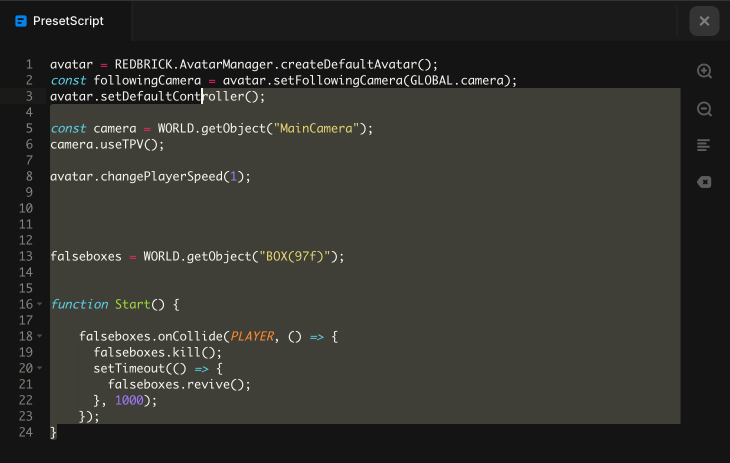 PresetScript
1 avatar = REDBRICK.AvatarManager.createDefaultAvatar();
2 const followingCamera = avatar.setFollowingCamera(GLOBAL.camera);
3 avatar.setDefaultController();
4
5 const camera = WORLD.getObject("MainCamera");
6 camera.useTPV();
7
8 avatar.changePlayerSpeed(1);
9
10
11
12
13 falseboxes = WORLD.getObject("BOX(97f)");
14
15
16 function Start() {
17
18 falseboxes.onCollide(PLAYER, () => {
19 falseboxes.kill();
20 setTimeout(() => {
21 falseboxes.revive();
22 }, 1000);
23 });
24 }